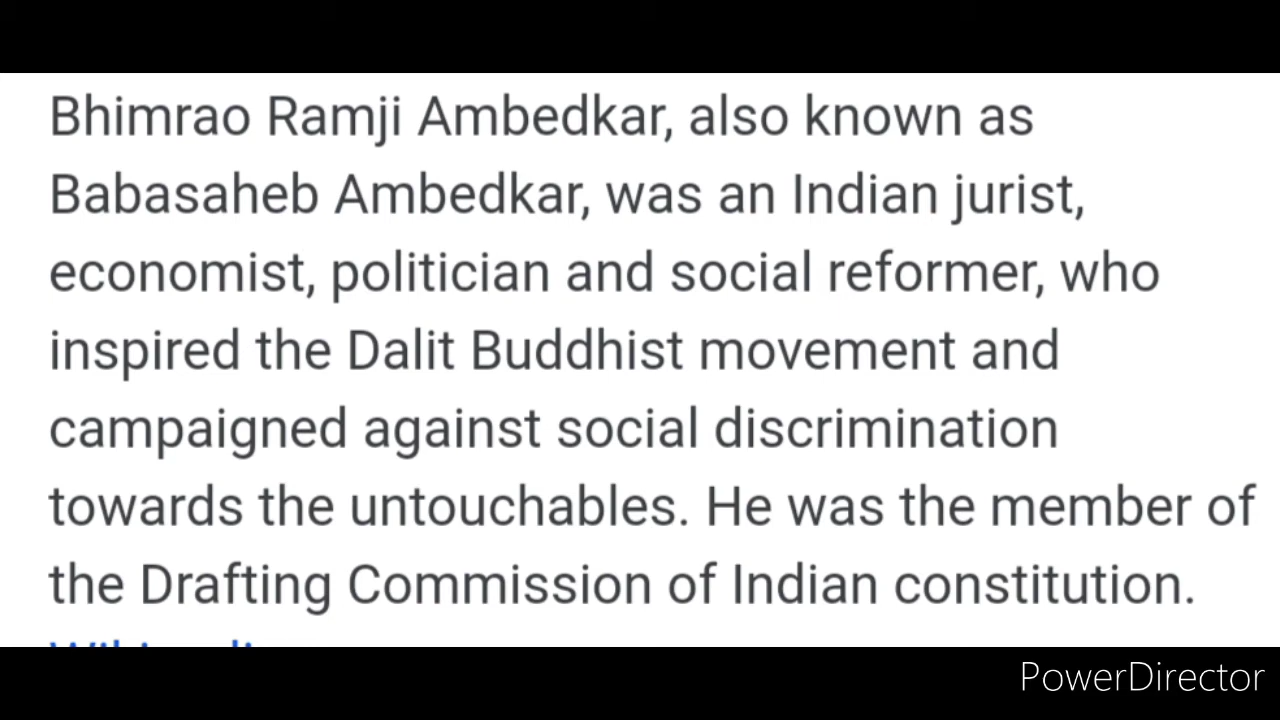 Bhimrao Ramji Ambedkar, also known as
Babasaheb Ambedkar, was an Indian jurist,
economist, politician and social reformer, who
inspired the Dalit Buddhist movement and
campaigned against social discrimination
towards the untouchables. He was the member of
the Drafting Commission of Indian constitution.
PowerDirector